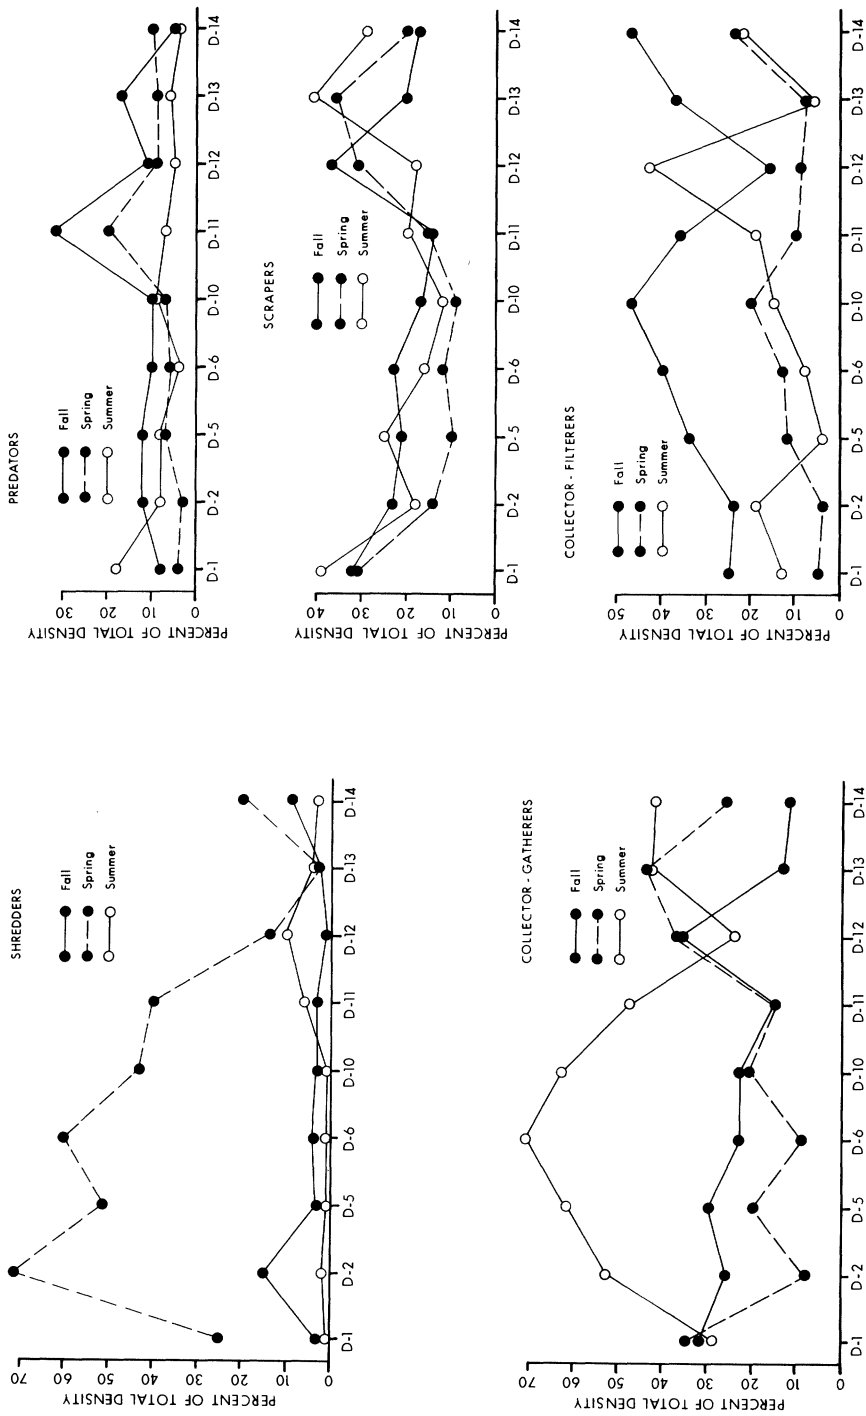 PREDATORS
Fall
Spring
Summer
PERCENT OF TOTAL DENSITY
30
20
10
0
D-1 D-2 D-5 D-6 D-10 D-11 D-12 D-13 D-14
SCRAPERS
Fall
Spring
Summer
PERCENT OF TOTAL DENSITY
40
30
20
10
0
D-1 D-2 D-5 D-6 D-10 D-11 D-12 D-13 D-14
COLLECTOR - FILTERERS
Fall
Spring
Summer
PERCENT OF TOTAL DENSITY
50
40
30
20
10
0
D-1 D-2 D-5 D-6 D-10 D-11 D-12 D-13 D-14
SHREDDERS
Fall
Spring
Summer
PERCENT OF TOTAL DENSITY
70
60
50
40
30
20
10
0
D-1 D-2 D-5 D-6 D-10 D-11 D-12 D-13 D-14
COLLECTOR - GATHERERS
Fall
Spring
Summer
PERCENT OF TOTAL DENSITY
70
60
50
40
30
20
10
0
D-1 D-2 D-5 D-6 D-10 D-11 D-12 D-13 D-14